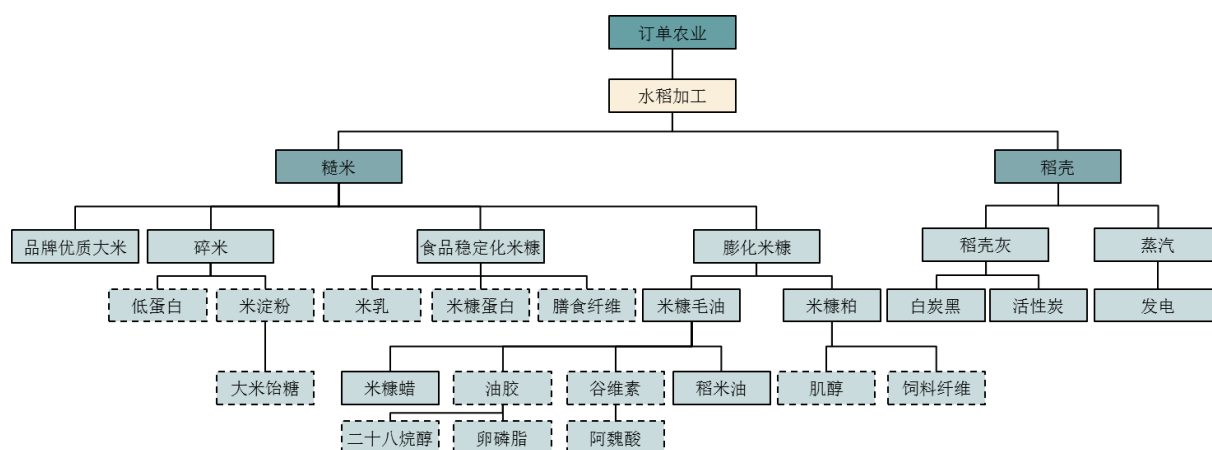 订单农业
水稻加工
糙米
稻壳
品牌优质大米
碎米
食品稳定化米糠
膨化米糠
稻壳灰
蒸汽
低蛋白
米淀粉
米乳
米糠蛋白
膳食纤维
米糠毛油
米糠粕
白炭黑
活性炭
发电
大米饴糖
米糠蜡
油胶
谷维素
稻米油
肌醇
饲料纤维
二十八烷醇
卵磷脂
阿魏酸